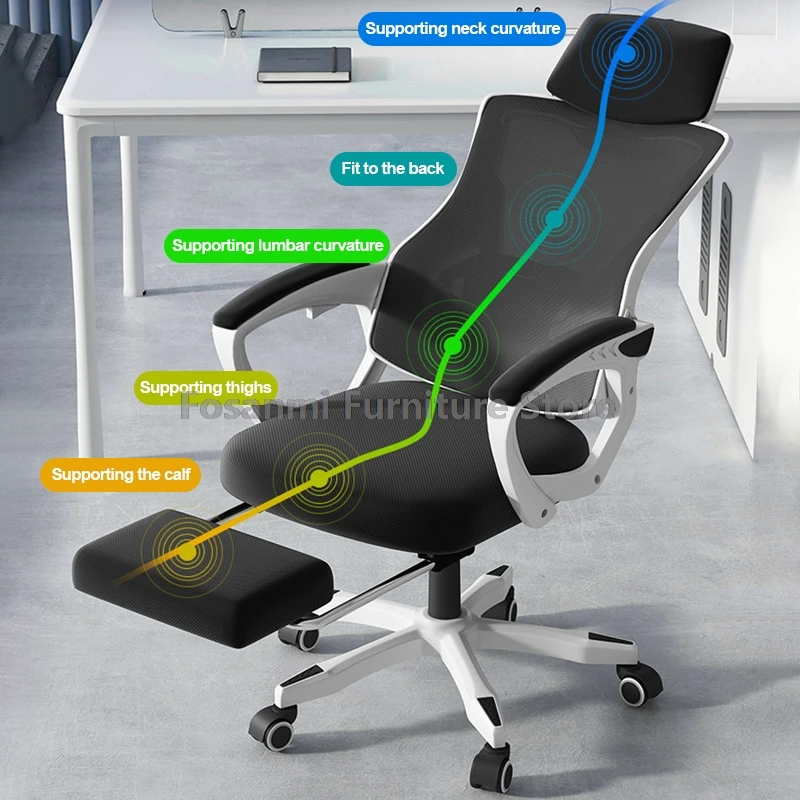 Supporting neck curvature
Fit to the back
Supporting lumbar curvature
Supporting thighs
Fosanmi Furniture Store
Supporting the calf